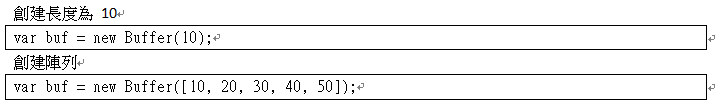 創建長度為 10
var buf = new Buffer(10);
創建陣列
var buf = new Buffer([10, 20, 30, 40, 50]);